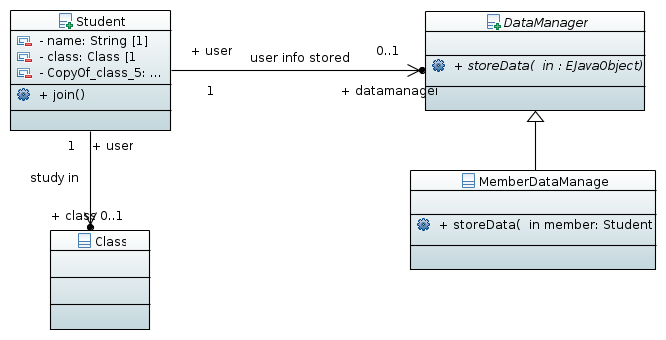 Student
- name: String [1]
- class: Class [1
- CopyOf_class_5: ...
+ join()
+ user
user info stored
0..1
1
+ datamanager
DataManager
+ storeData( in : EJavaObject)
MemberDataManage
+ storeData( in member: Student
1
+ user
study in
+ class
0..1
Class